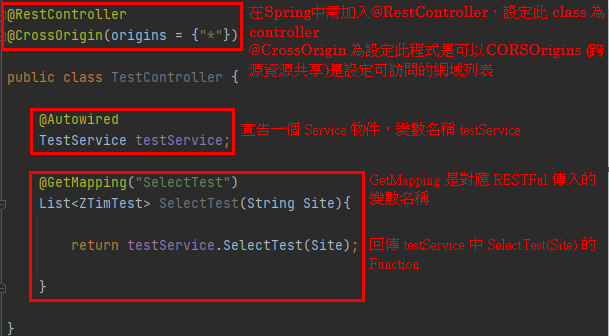 @RestController
@CrossOrigin(origins = {"*"})
在Spring中需加入@RestController，設定此 class 為
controller
@CrossOrigin 為設定此程式是可以CORSOrigins (跨
源資源共享)是設定可訪問的網域列表
public class TestController {
@Autowired
TestService testService;
宣告一個 Service 物件，變數名稱 testService
@GetMapping("SelectTest")
List<ZTimTest> SelectTest(String Site){
GetMapping 是對應 RESTFul 傳入的
變數名稱
return testService.SelectTest(Site);
回傳 testService 中 SelectTest(Site) 的
Function
}
}